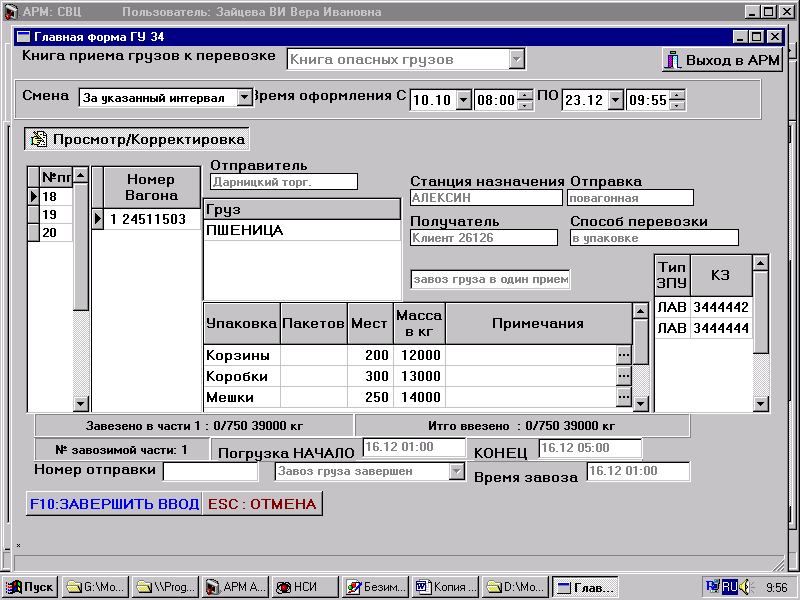 АРМ: СВЦ Пользователь: Зайцева ВИ Вера Ивановна
Главная форма ГУ 34
Книга приема грузов к перевозке Книга опасных грузов Выход в АРМ
Смена За указанный интервал Время оформления С 10.10 08:00 ПО 23.12 09:55
Просмотр/Корректировка
№пп
18
19
20
Номер Вагона
1 24511503
Отправитель
Дарницкий торг.
Груз
ПШЕНИЦА
Станция назначения Отправка
АЛЕКСИН повагонная
Получатель Способ перевозки
Клиент 26126 в упаковке
завоз груза в один прием
Тип ЗПУ КЗ
ЛАВ 3444442
ЛАВ 3444444
Упаковка Пакетов Мест Масса в кг Примечания
Корзины 200 12000 ...
Коробки 300 13000 ...
Мешки 250 14000 ...
Завезено в части 1 : 0/750 39000 кг Итго ввезено : 0/750 39000 кг
№ завозимой части: 1 Погрузка НАЧАЛО 16.12 01:00 КОНЕЦ 16.12 05:00
Номер отправки Завоз груза завершен Время завоза 16.12 01:00
F10:ЗАВЕРШИТЬ ВВОД ESC : ОТМЕНА
*
Пуск G:\Mo... \\Prog... АРМ А... НСИ Безим... Копия ... D:\Mo... Глав... RU 9:56